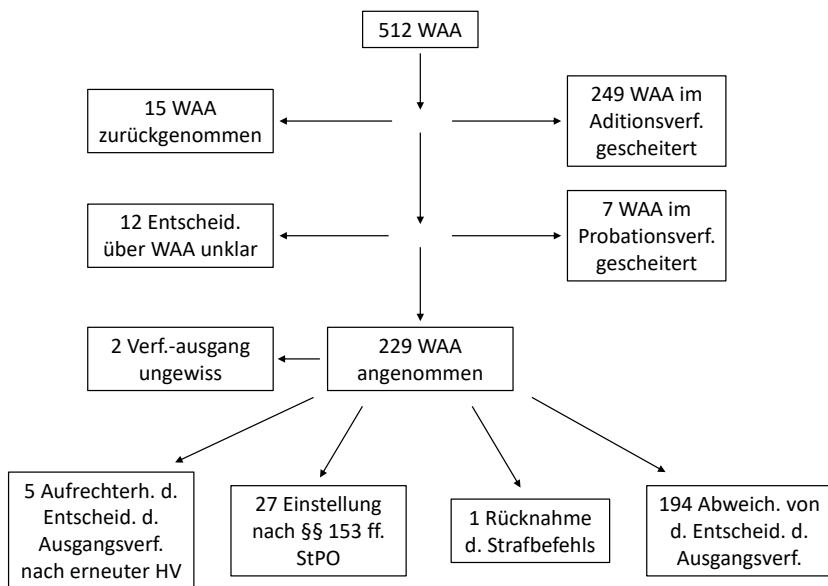 512 WAA
15 WAA
zurückgenommen
249 WAA im
Aditionsverf.
gescheitert
12 Entscheid.
über WAA unklar
7 WAA im
Probationsverf.
gescheitert
2 Verf.-ausgang
ungewiss
229 WAA
angenommen
5 Aufrechterh. d.
Entscheid. d.
Ausgangsverf.
nach erneuter HV
27 Einstellung
nach §§ 153 ff.
StPO
1 Rücknahme
d. Strafbefehls
194 Abweich. von
d. Entscheid. d.
Ausgangsverf.